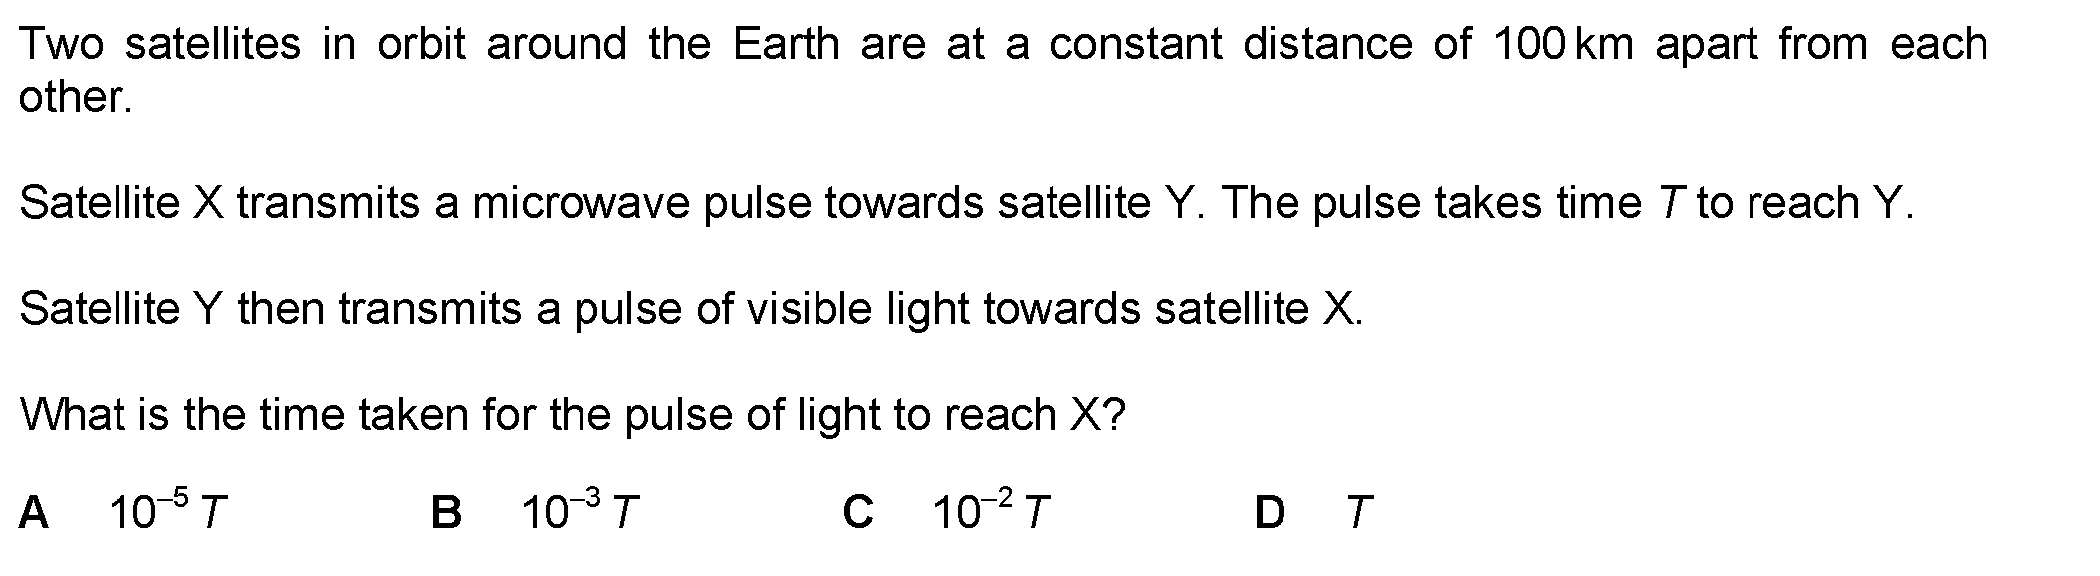 Two satellites in orbit around the Earth are at a constant distance of 100 km apart from each
other.
Satellite X transmits a microwave pulse towards satellite Y. The pulse takes time T to reach Y.
Satellite Y then transmits a pulse of visible light towards satellite X.
What is the time taken for the pulse of light to reach X?
A 10⁻⁵ T B 10⁻³ T C 10⁻² T D T